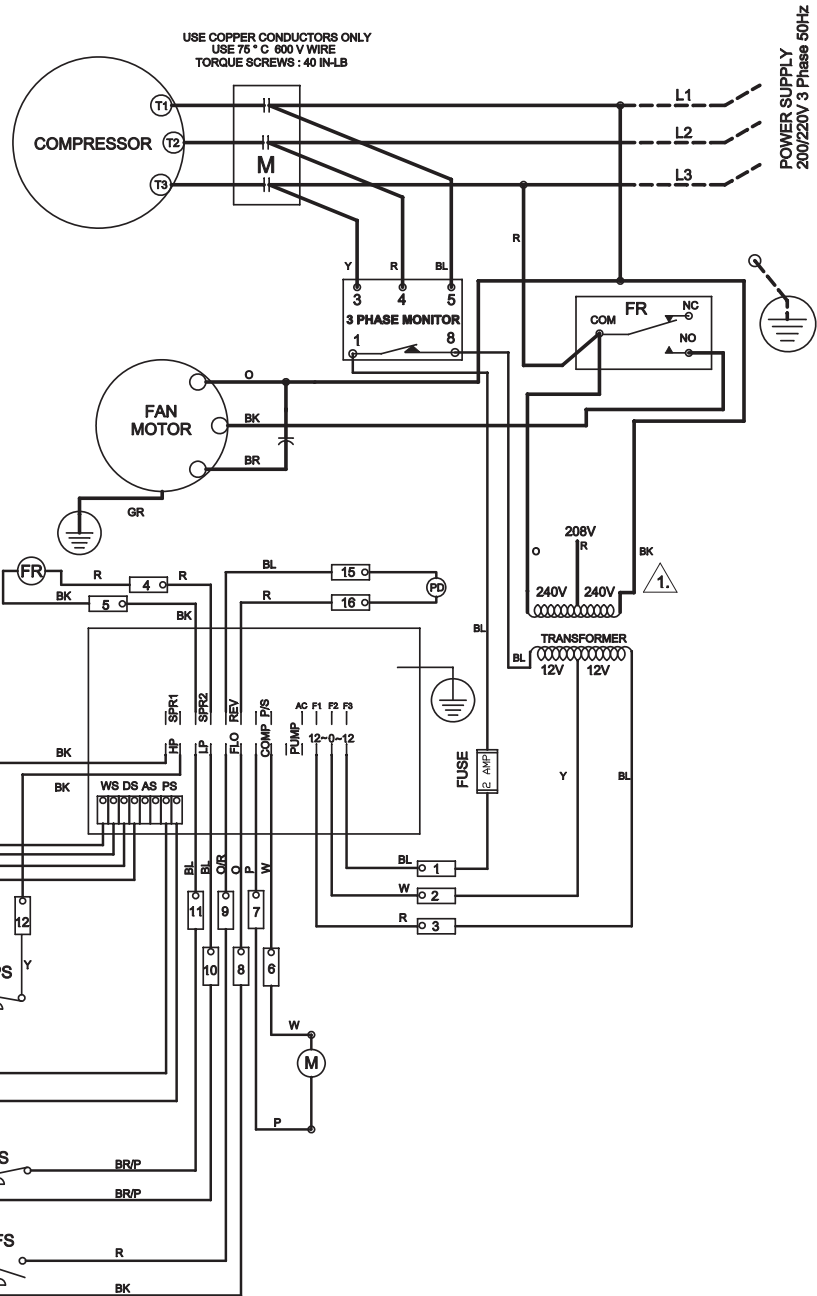 USE COPPER CONDUCTORS ONLY
USE 75 ° C 600 V WIRE
TORQUE SCREWS : 40 IN-LB
POWER SUPPLY
200/220V 3 Phase 50Hz
COMPRESSOR
T1
T2
T3
M
L1
L2
L3
R
Y
R
BL
3
4
5
3 PHASE MONITOR
1
8
FR
COM
NC
NO
FAN
MOTOR
O
BK
BR
GR
208V
R
O
BK
1.
240V
240V
TRANSFORMER
12V
12V
FR
R
4
R
BK
5
BK
BL
15
R
16
PD
BL
BL
SPR1
SPR2
REV
P/S
HP
LP
FLO
COMP
PUMP
AC F1 F2 F3
12~0~12
FUSE
2 AMP
Y
BL
BK
BK
WS DS AS PS
BL
BL
O/R
O
P
W
BL
1
W
2
R
3
12
11
9
7
10
8
6
PS
Y
W
M
P
S
BR/P
BR/P
FS
R
BK